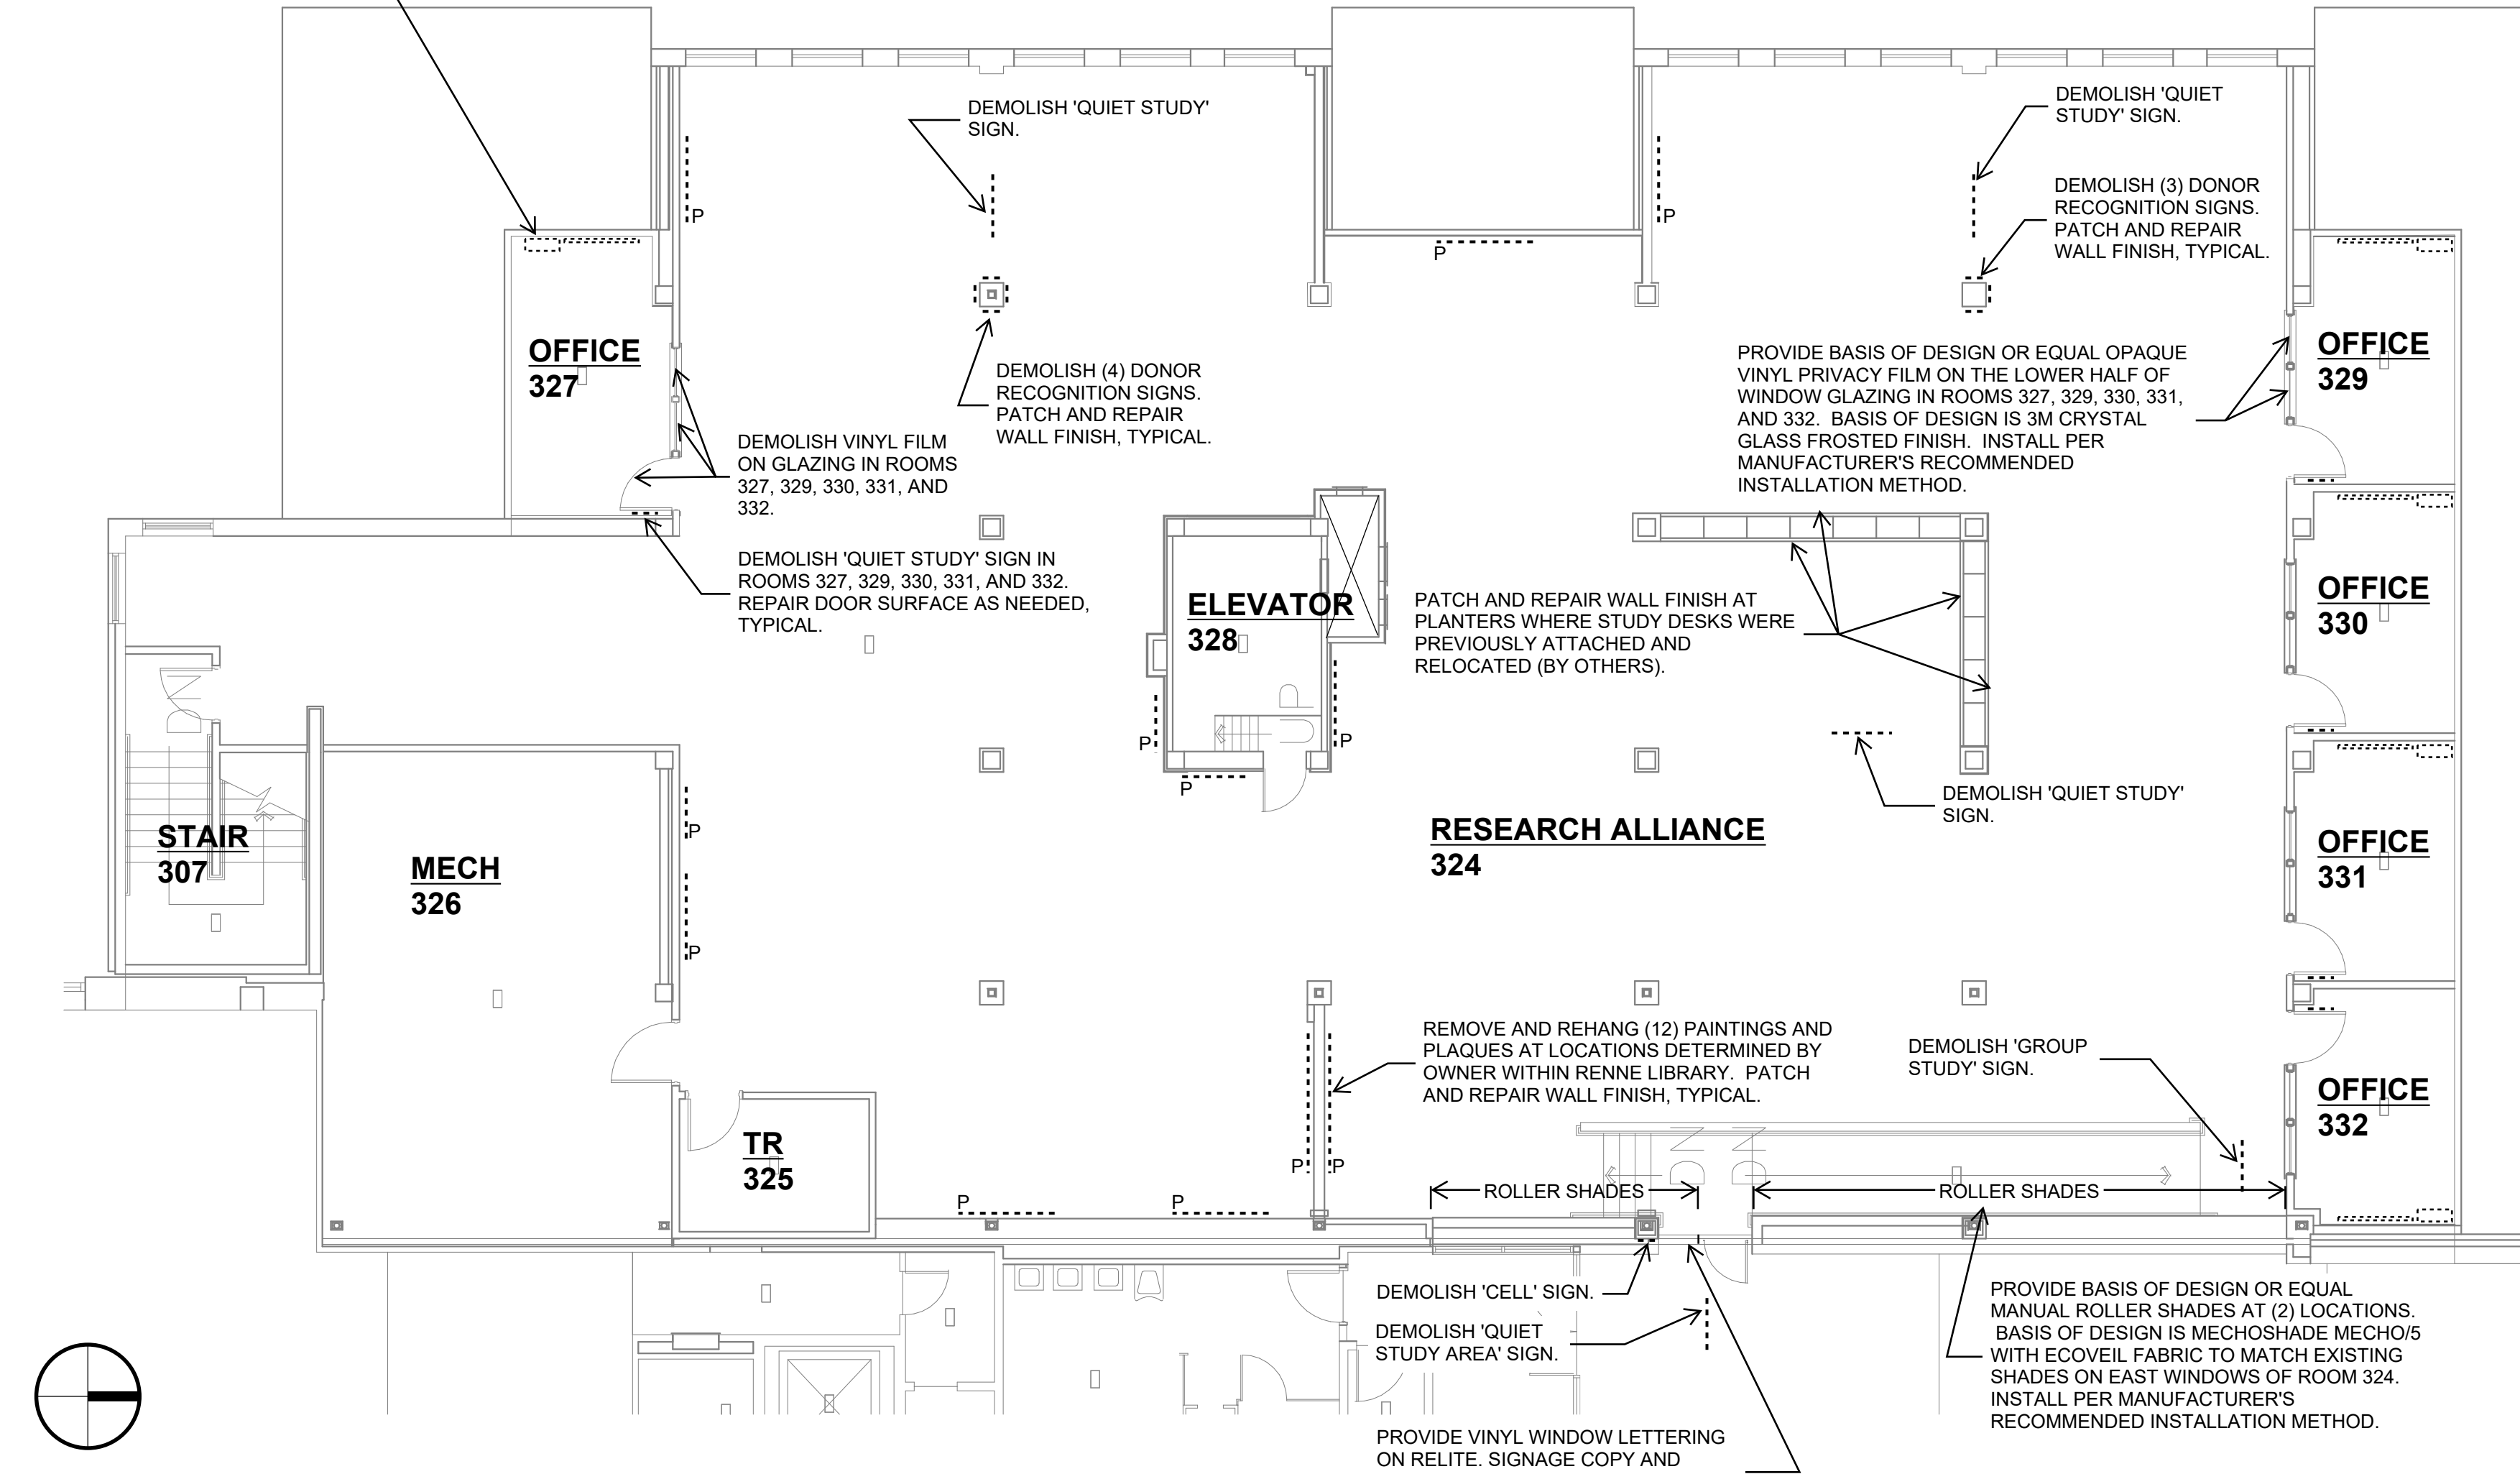 DEMOLISH 'QUIET STUDY'
SIGN.
DEMOLISH 'QUIET
STUDY' SIGN.
DEMOLISH (3) DONOR
RECOGNITION SIGNS.
PATCH AND REPAIR
WALL FINISH, TYPICAL.
P
P
P
OFFICE
327
DEMOLISH (4) DONOR
RECOGNITION SIGNS.
PATCH AND REPAIR
WALL FINISH, TYPICAL.
PROVIDE BASIS OF DESIGN OR EQUAL OPAQUE
VINYL PRIVACY FILM ON THE LOWER HALF OF
WINDOW GLAZING IN ROOMS 327, 329, 330, 331,
AND 332.  BASIS OF DESIGN IS 3M CRYSTAL
GLASS FROSTED FINISH.  INSTALL PER
MANUFACTURER'S RECOMMENDED
INSTALLATION METHOD.
OFFICE
329
DEMOLISH VINYL FILM
ON GLAZING IN ROOMS
327, 329, 330, 331, AND
332.
DEMOLISH 'QUIET STUDY' SIGN IN
ROOMS 327, 329, 330, 331, AND 332.
REPAIR DOOR SURFACE AS NEEDED,
TYPICAL.
ELEVATOR
328
PATCH AND REPAIR WALL FINISH AT
PLANTERS WHERE STUDY DESKS WERE
PREVIOUSLY ATTACHED AND
RELOCATED (BY OTHERS).
OFFICE
330
P
P
P
DEMOLISH 'QUIET STUDY'
SIGN.
STAIR
307
MECH
326
P
P
RESEARCH ALLIANCE
324
OFFICE
331
REMOVE AND REHANG (12) PAINTINGS AND
PLAQUES AT LOCATIONS DETERMINED BY
OWNER WITHIN RENNE LIBRARY.  PATCH
AND REPAIR WALL FINISH, TYPICAL.
DEMOLISH 'GROUP
STUDY' SIGN.
OFFICE
332
TR
325
P
P
P
P
ROLLER SHADES
ROLLER SHADES
DEMOLISH 'CELL' SIGN.
DEMOLISH 'QUIET
STUDY AREA' SIGN.
PROVIDE BASIS OF DESIGN OR EQUAL
MANUAL ROLLER SHADES AT (2) LOCATIONS.
BASIS OF DESIGN IS MECHOSHADE MECHO/5
WITH ECOVEIL FABRIC TO MATCH EXISTING
SHADES ON EAST WINDOWS OF ROOM 324.
INSTALL PER MANUFACTURER'S
RECOMMENDED INSTALLATION METHOD.
PROVIDE VINYL WINDOW LETTERING
ON RELITE. SIGNAGE COPY AND